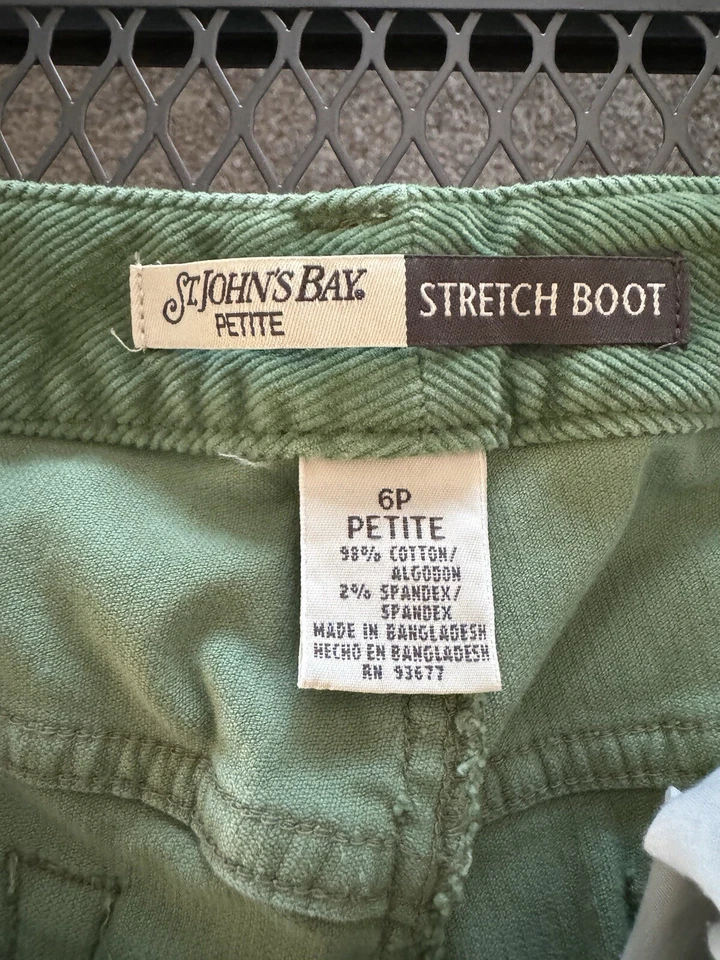 ST. JOHN'S BAY®
PETITE
STRETCH BOOT
6P
PETITE
98% COTTON/
ALGODON
2% SPANDEX/
SPANDEX
MADE IN BANGLADESH
HECHO EN BANGLADESH
RN 93677